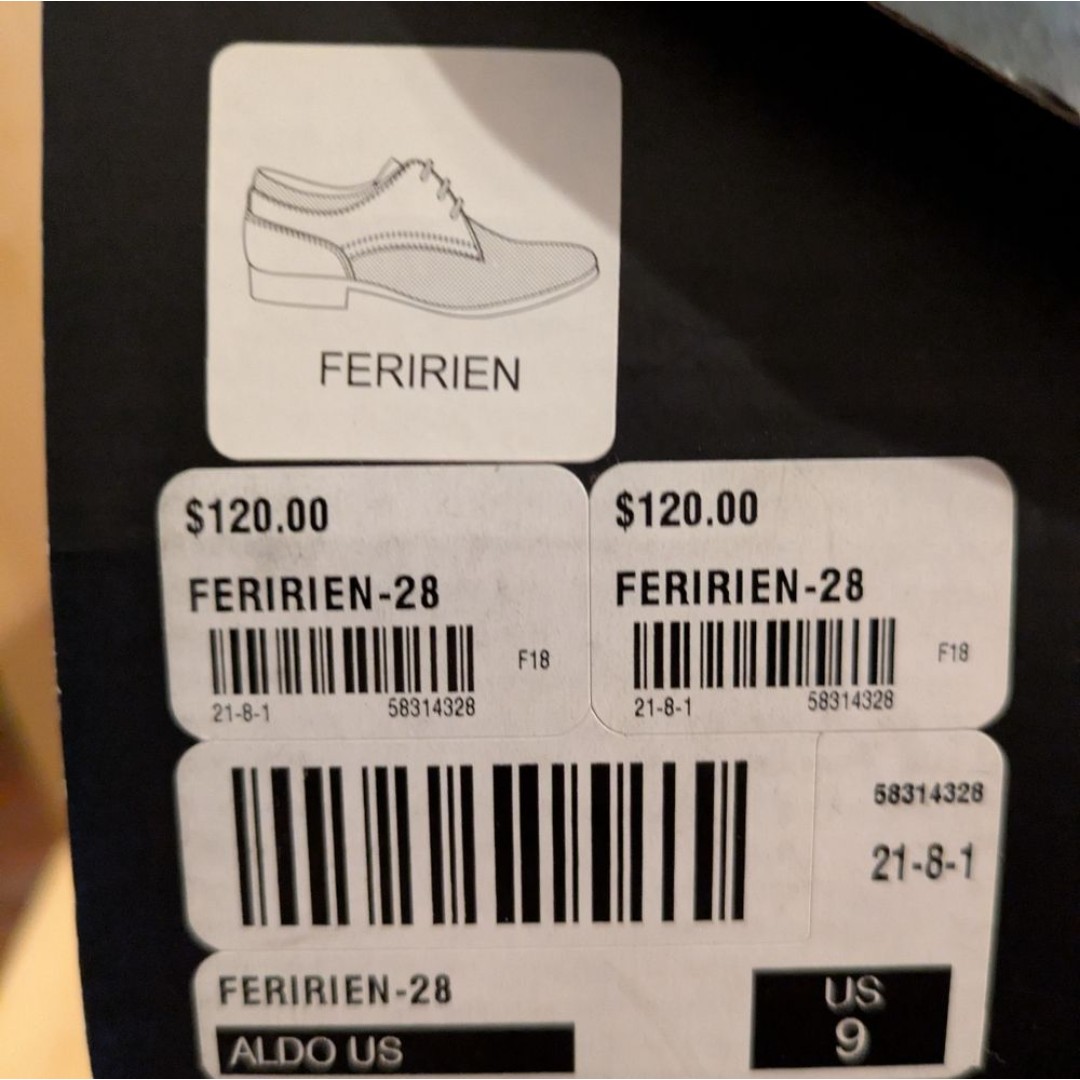 FERIRIEN
$120.00
FERIRIEN-28
F18
21-8-1 58314328
$120.00
FERIRIEN-28
F18
21-8-1 58314328
58314328
21-8-1
FERIRIEN-28
ALDO US
US
9